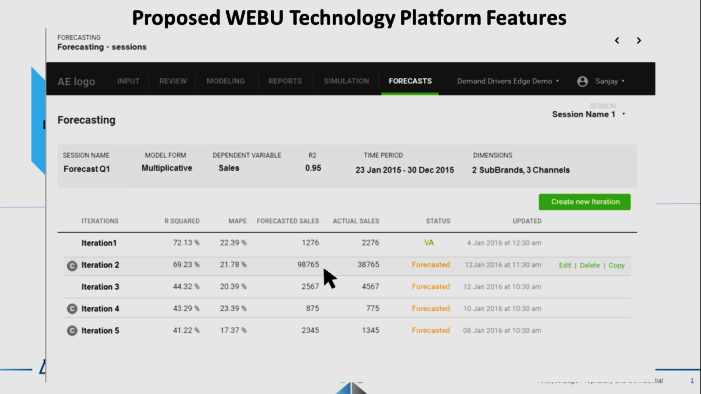 Proposed WEBU Technology Platform Features
FORECASTING
Forecasting - sessions
AE logo INPUT REVIEW MODELING REPORTS SIMULATION FORECASTS Demand Drivers Edge Demo Sanjay
SESSION
Forecasting Session Name 1
SESSION NAME MODEL FORM DEPENDENT VARIABLE R2 TIME PERIOD DIMENSIONS
Forecast Q1 Multiplicative Sales 0.95 23 Jan 2015 - 30 Dec 2015 2 SubBrands, 3 Channels
Create new Iteration
ITERATIONS R SQUARED MAPE FORECASTED SALES ACTUAL SALES STATUS UPDATED
Iteration1 72.13 % 22.39 % 1276 2276 VA 4 Jan 2016 at 12:30 am
C Iteration 2 69.23 % 21.78 % 98765 38765 Forecasted 12Jan 2016 at 11:30 am Edit | Delete | Copy
Iteration 3 44.32 % 20.39 % 2567 4567 Forecasted 12 Jan 2016 at 10:30 am
C Iteration 4 43.29 % 23.39 % 875 775 Forecasted 10 Jan 2016 at 10:30 am
C Iteration 5 41.22 % 17.37 % 2345 1345 Forecasted 08 Jan 2016 at 10:30 am
1